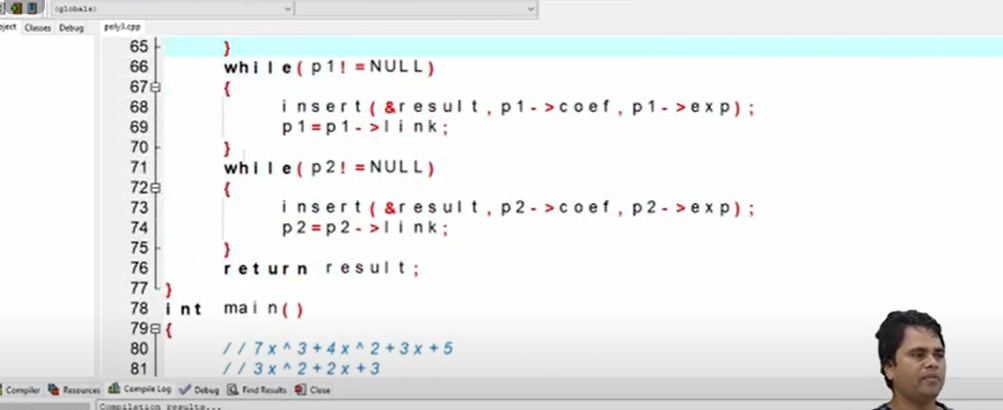 (globals)
Classes Debug
poly3.cpp
65 }
66 while(p1!=NULL)
67 {
68 insert(&result,p1->coef,p1->exp);
69 p1=p1->link;
70 }
71 while(p2!=NULL)
72 {
73 insert(&result,p2->coef,p2->exp);
74 p2=p2->link;
75 }
76 return result;
77 }
78 int main()
79 {
80 //7x^3+4x^2+3x+5
81 //3x^2+2x+3
Compiler Resources Compile Log Debug Find Results Close
Compilation results...